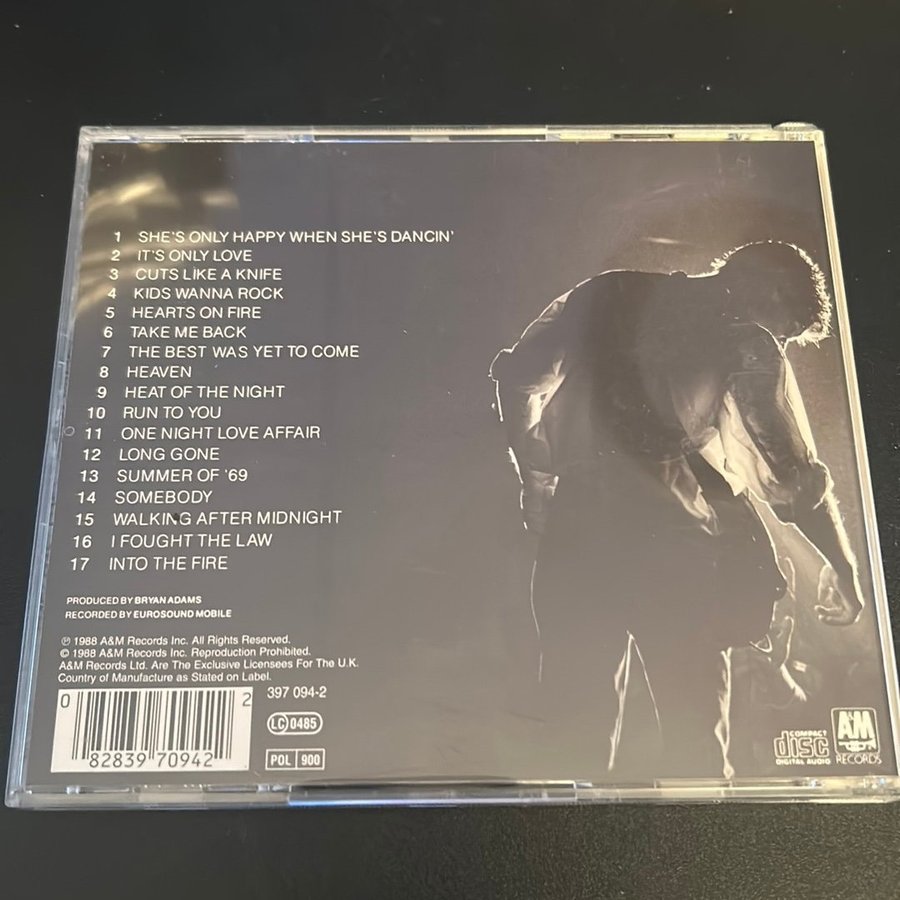 1 SHE'S ONLY HAPPY WHEN SHE'S DANCIN'
2 IT'S ONLY LOVE
3 CUTS LIKE A KNIFE
4 KIDS WANNA ROCK
5 HEARTS ON FIRE
6 TAKE ME BACK
7 THE BEST WAS YET TO COME
8 HEAVEN
9 HEAT OF THE NIGHT
10 RUN TO YOU
11 ONE NIGHT LOVE AFFAIR
12 LONG GONE
13 SUMMER OF '69
14 SOMEBODY
15 WALKING AFTER MIDNIGHT
16 I FOUGHT THE LAW
17 INTO THE FIRE
PRODUCED BY BRYAN ADAMS
RECORDED BY EUROSOUND MOBILE
℗ 1988 A&M Records Inc. All Rights Reserved.
© 1988 A&M Records Inc. Reproduction Prohibited.
A&M Records Ltd. Are The Exclusive Licensees For The U.K.
Country of Manufacture as Stated on Label.
0 82839 70942 2
397 094-2
LC 0485
POL 900
COMPACT
disc
DIGITAL AUDIO
A&M
RECORDS